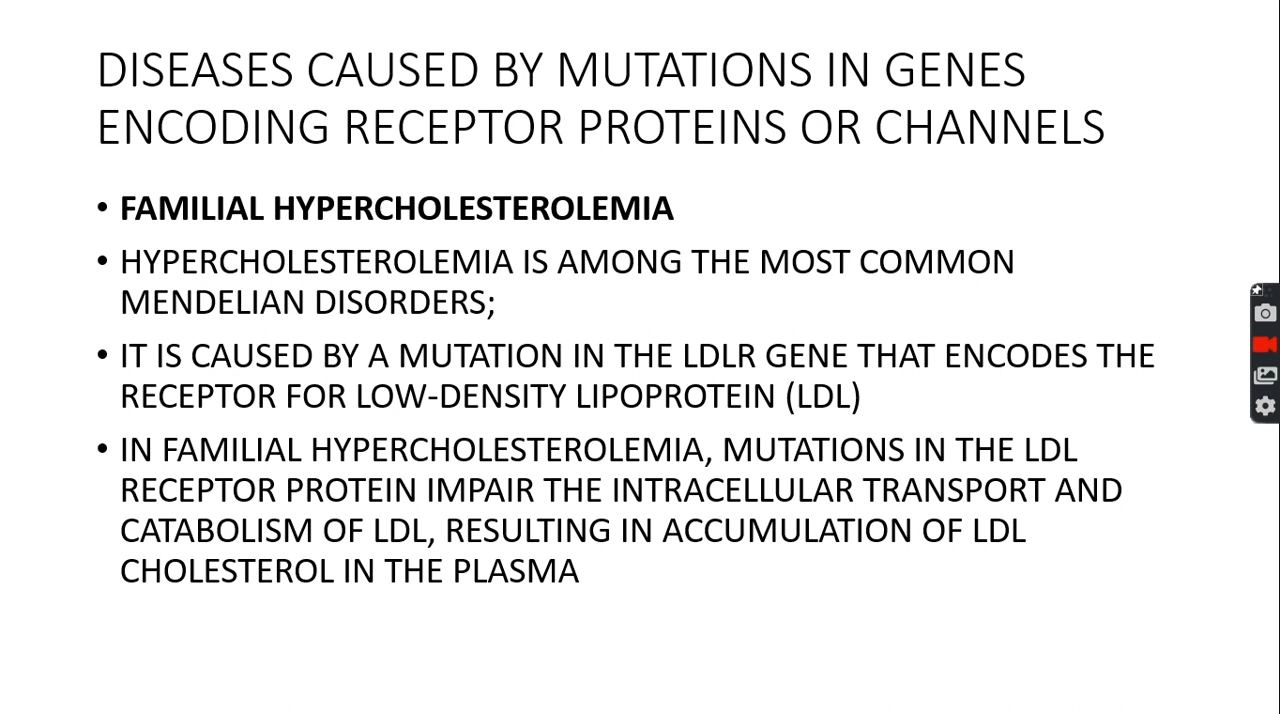 DISEASES CAUSED BY MUTATIONS IN GENES
ENCODING RECEPTOR PROTEINS OR CHANNELS
• FAMILIAL HYPERCHOLESTEROLEMIA
• HYPERCHOLESTEROLEMIA IS AMONG THE MOST COMMON
MENDELIAN DISORDERS;
• IT IS CAUSED BY A MUTATION IN THE LDLR GENE THAT ENCODES THE
RECEPTOR FOR LOW-DENSITY LIPOPROTEIN (LDL)
• IN FAMILIAL HYPERCHOLESTEROLEMIA, MUTATIONS IN THE LDL
RECEPTOR PROTEIN IMPAIR THE INTRACELLULAR TRANSPORT AND
CATABOLISM OF LDL, RESULTING IN ACCUMULATION OF LDL
CHOLESTEROL IN THE PLASMA